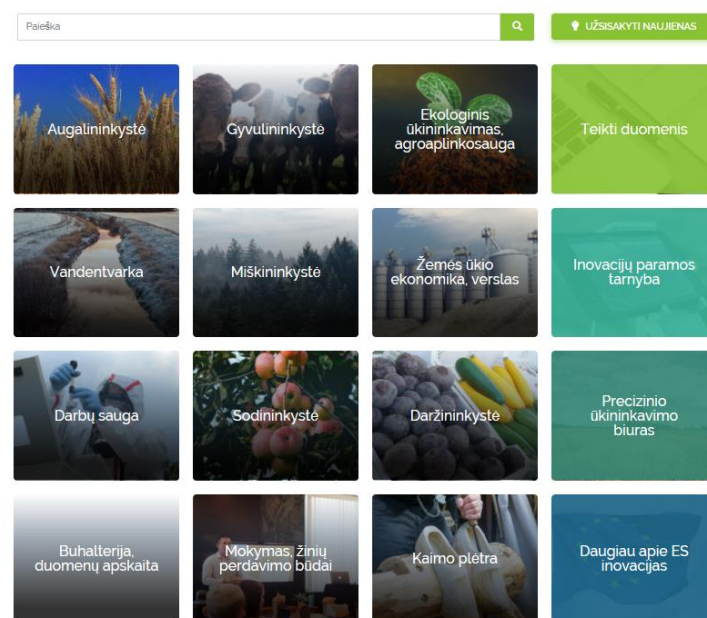 Paieška
UŽSISAKYTI NAUJIENAS
Augalininkystė
Gyvulininkystė
Ekologinis
ūkininkavimas,
agroaplinkosauga
Teikti duomenis
Vandentvarka
Miškininkystė
Žemės ūkio
ekonomika, verslas
Inovacijų paramos
tarnyba
Darbų sauga
Sodininkystė
Daržininkystė
Precizinio
ūkininkavimo
biuras
Buhalterija,
duomenų apskaita
Mokymas, žinių
perdavimo būdai
Kaimo plėtra
Daugiau apie ES
inovacijas